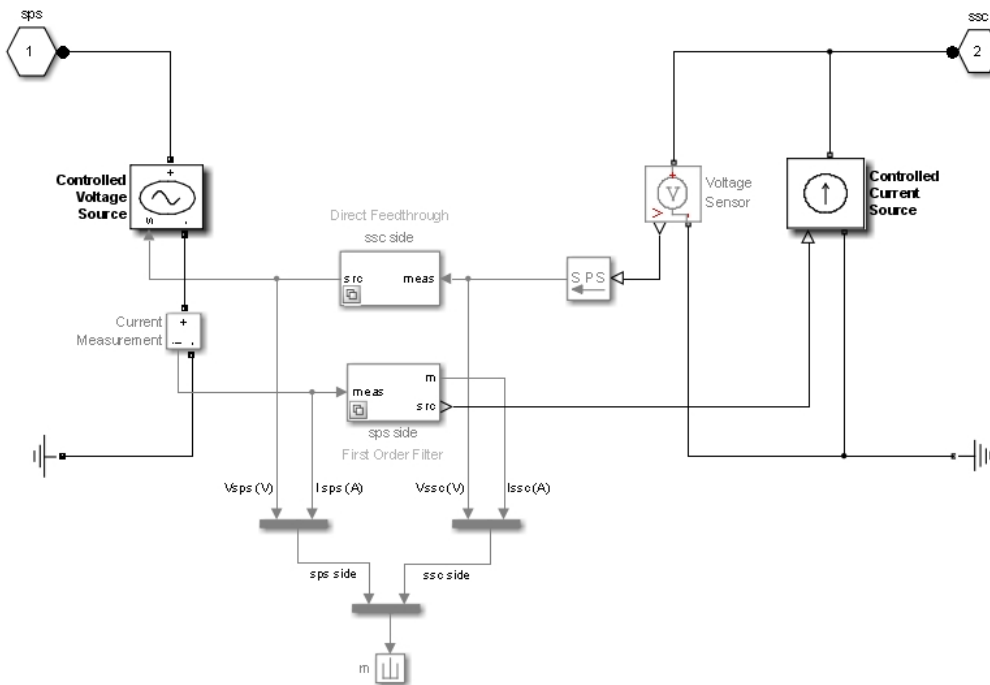 sps
ssc
1
2
Controlled
Voltage
Source
+
s
-
Voltage
Sensor
V
+
-
V
Controlled
Current
Source
Direct Feedthrough
ssc side
src
meas
SPS
Current
Measurement
+
i
-
m
meas
src
sps side
First Order Filter
Vsps(V)
Isps(A)
Vssc(V)
Issc(A)
sps side
ssc side
m